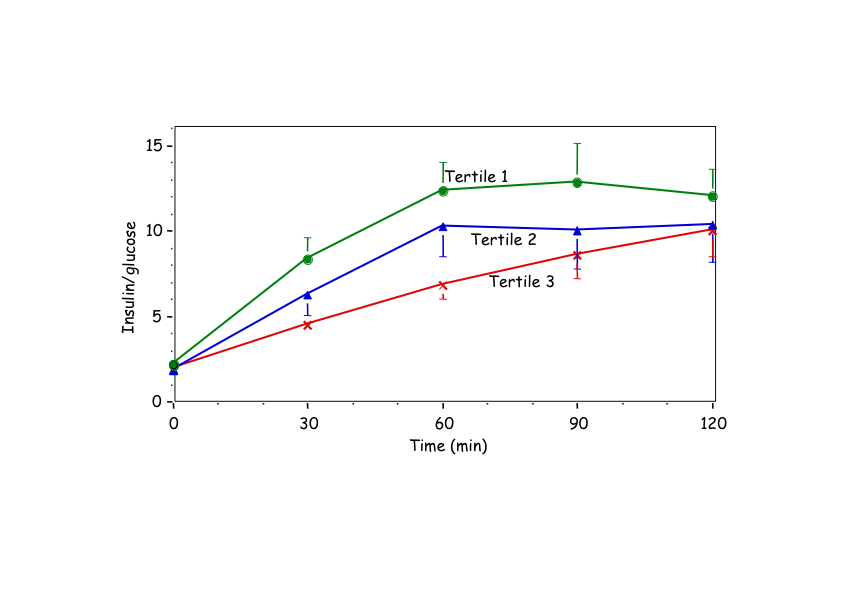 15
Tertile 1
10
Tertile 2
Tertile 3
5
0
Insulin/glucose
0 30 60 90 120
Time (min)